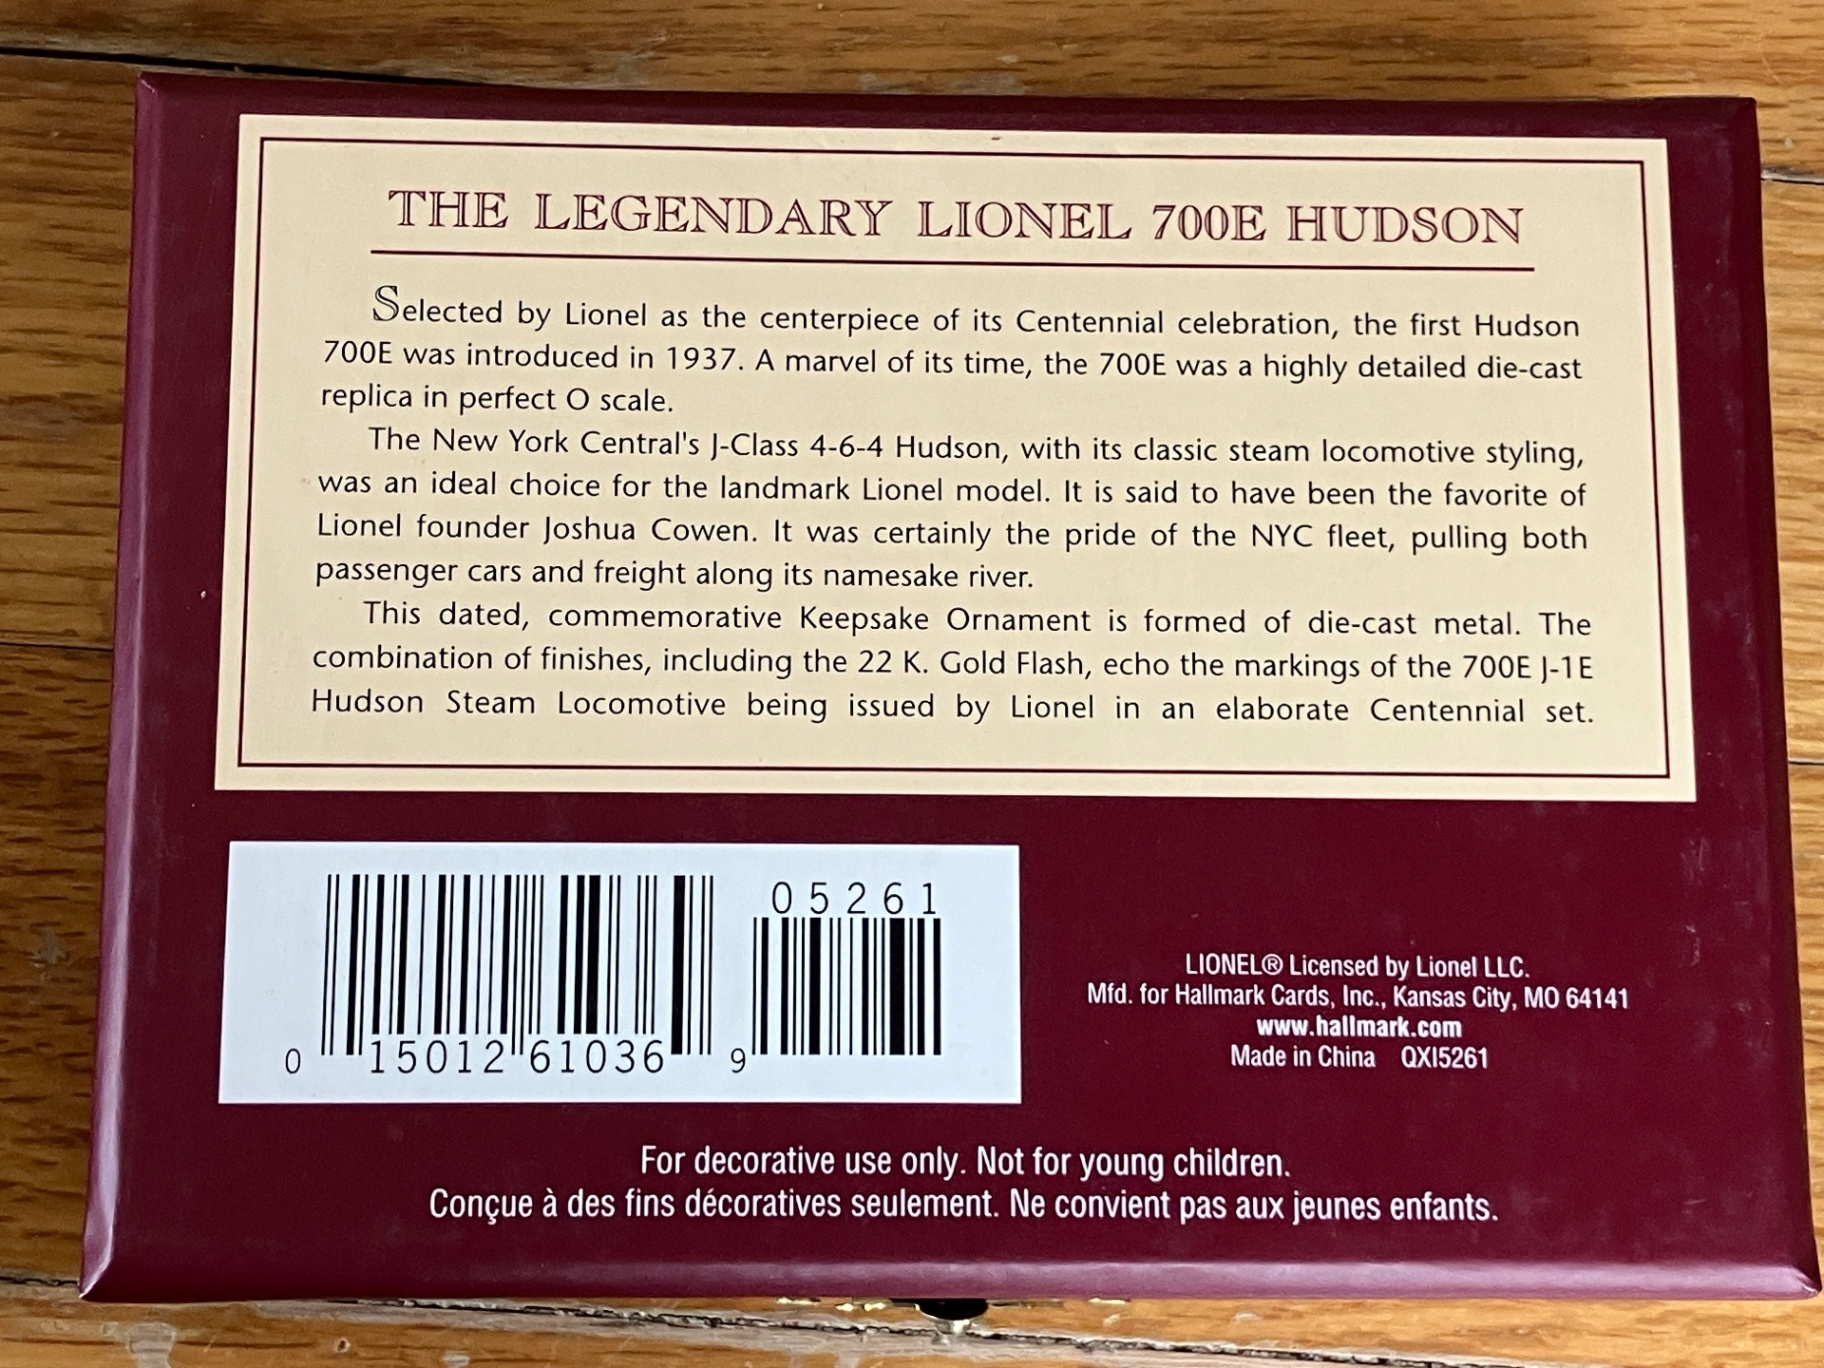 THE LEGENDARY LIONEL 700E HUDSON
Selected by Lionel as the centerpiece of its Centennial celebration, the first Hudson
700E was introduced in 1937. A marvel of its time, the 700E was a highly detailed die-cast
replica in perfect O scale.
The New York Central's J-Class 4-6-4 Hudson, with its classic steam locomotive styling,
was an ideal choice for the landmark Lionel model. It is said to have been the favorite of
Lionel founder Joshua Cowen. It was certainly the pride of the NYC fleet, pulling both
passenger cars and freight along its namesake river.
This dated, commemorative Keepsake Ornament is formed of die-cast metal. The
combination of finishes, including the 22 K. Gold Flash, echo the markings of the 700E J-1E
Hudson Steam Locomotive being issued by Lionel in an elaborate Centennial set.
05261
0 15012 61036 9
LIONEL® Licensed by Lionel LLC.
Mfd. for Hallmark Cards, Inc., Kansas City, MO 64141
www.hallmark.com
Made in China QXI5261
For decorative use only. Not for young children.
Conçue à des fins décoratives seulement. Ne convient pas aux jeunes enfants.